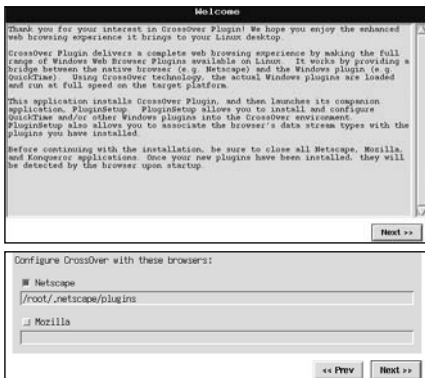 Welcome
Thank you for your interest in CrossOver Plugin! We hope you enjoy the enhanced
web browsing experience it brings to your Linux desktop.
CrossOver Plugin delivers a complete web browsing experience by making the full
range of Windows Web Browser Plugins available on Linux.  It works by providing a
bridge between the native browser (e.g. Netscape) and the Windows plugin (e.g.
QuickTime).  Using CrossOver technology, the actual Windows plugins are loaded
and run at full speed on the target platform.
This application installs CrossOver Plugin, and then launches its companion
application, PluginSetup.  PluginSetup allows you to install and configure
QuickTime and/or other Windows plugins into the CrossOver environment.
PluginSetup also allows you to associate the browser's data stream types with the
plugins you have installed.
Before continuing with the installation, be sure to close all Netscape, Mozilla,
and Konqueror applications.  Once your new plugins have been installed, they will
be detected by the browser upon startup.
Next >>
Configure CrossOver with these browsers:
Netscape
/root/.netscape/plugins
Mozilla
<< Prev
Next >>